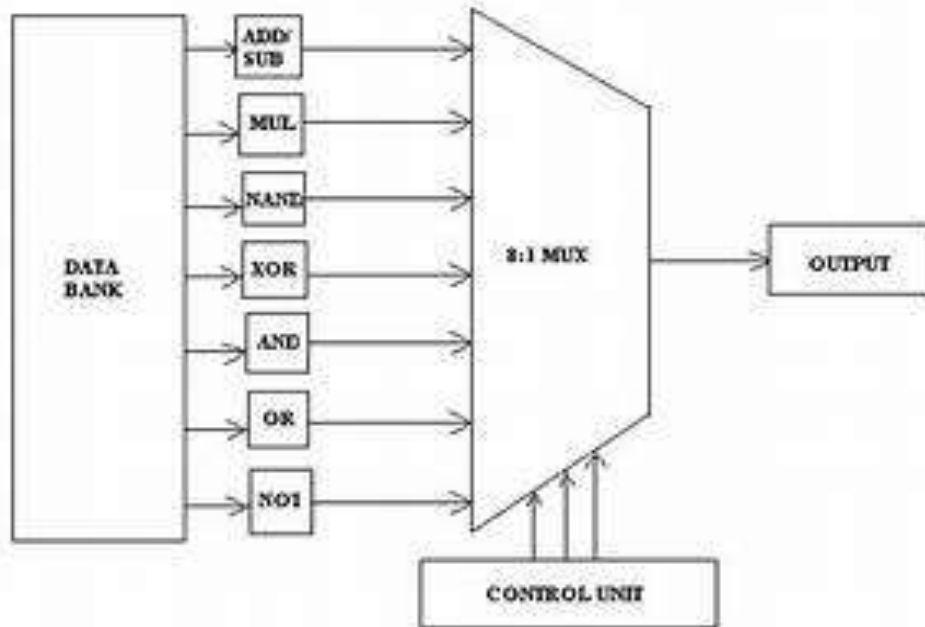 ADD/
SUB
MUL
NAND
XOR
AND
OR
NOT
DATA
BANK
8:1 MUX
OUTPUT
CONTROL UNIT